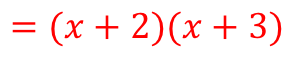 = (x + 2)(x + 3)